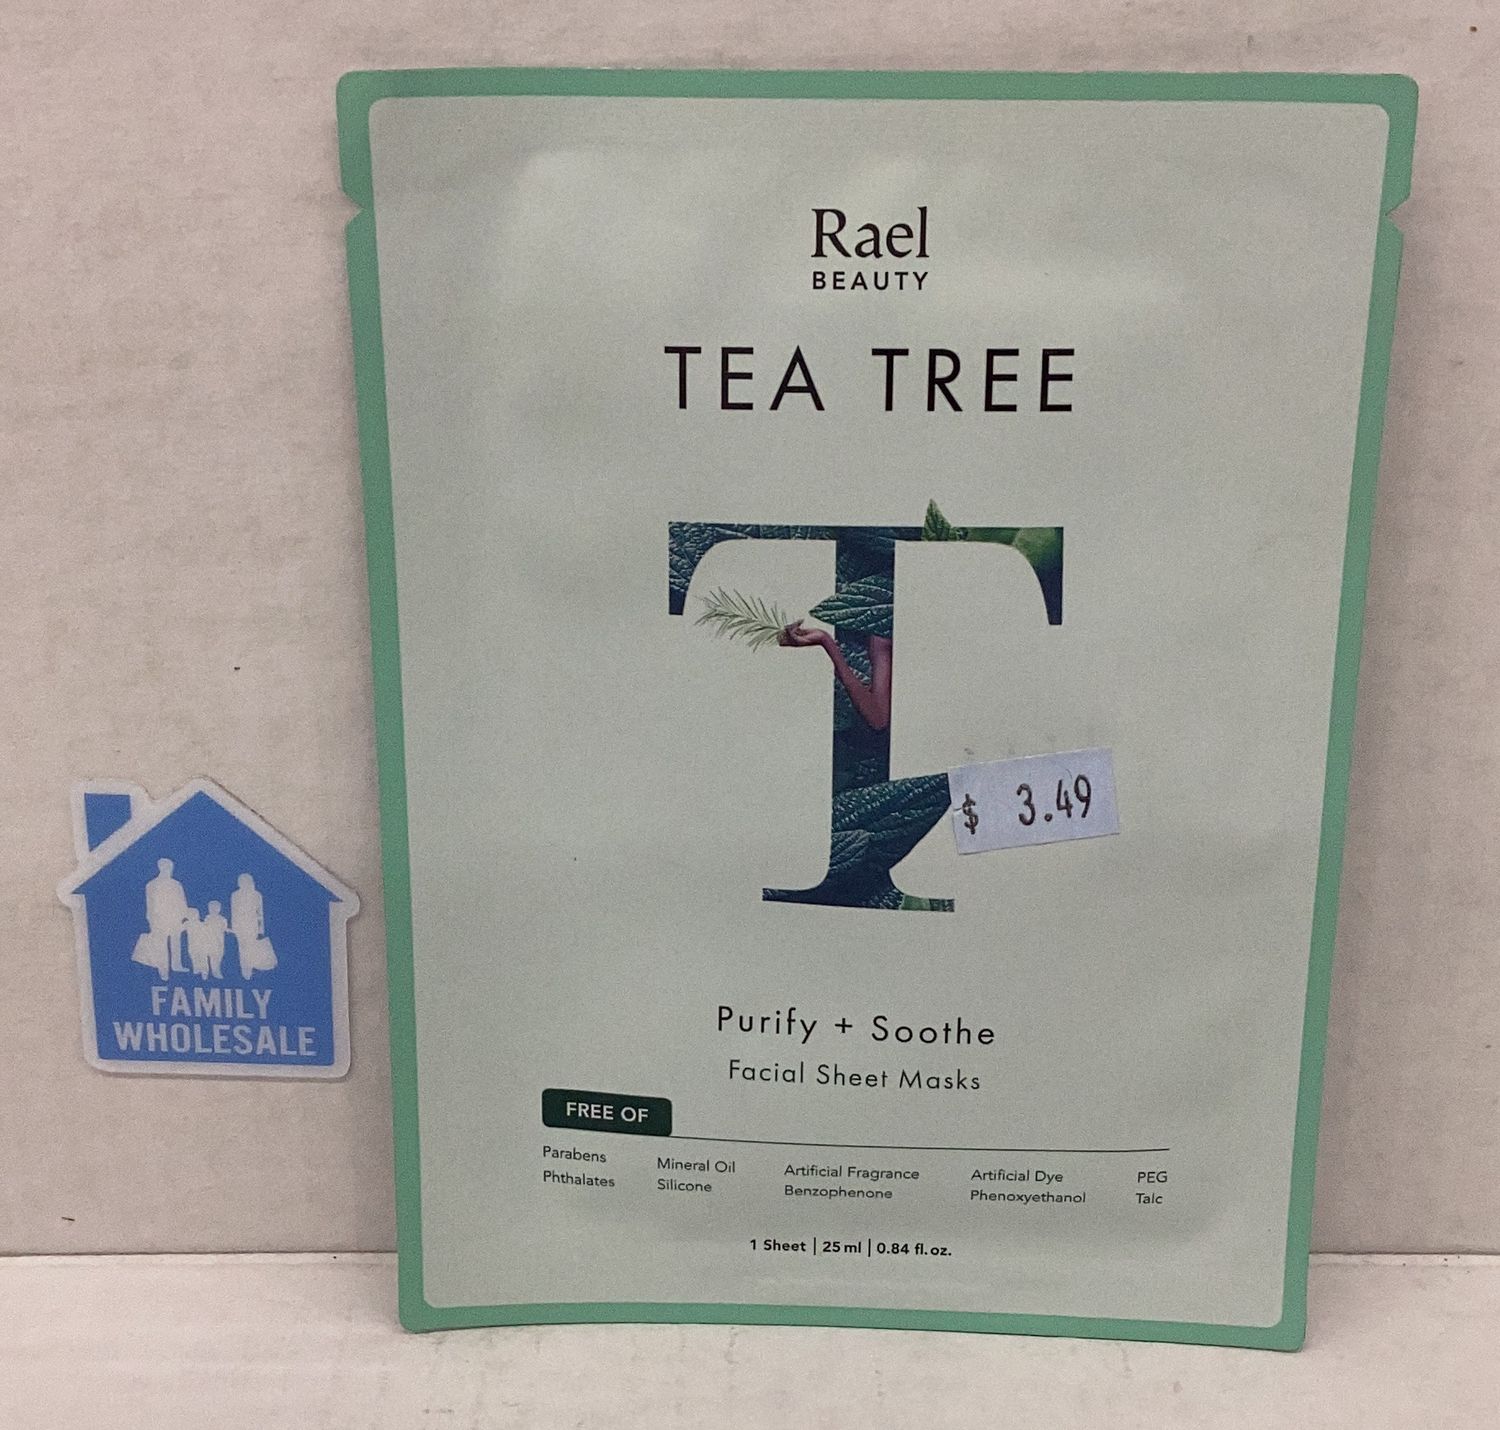 Rael
BEAUTY
TEA TREE
T
$ 3.49
Purify + Soothe
Facial Sheet Masks
FREE OF
Parabens Mineral Oil Artificial Fragrance Artificial Dye PEG
Phthalates Silicone Benzophenone Phenoxyethanol Talc
1 Sheet | 25 ml | 0.84 fl. oz.
FAMILY
WHOLESALE